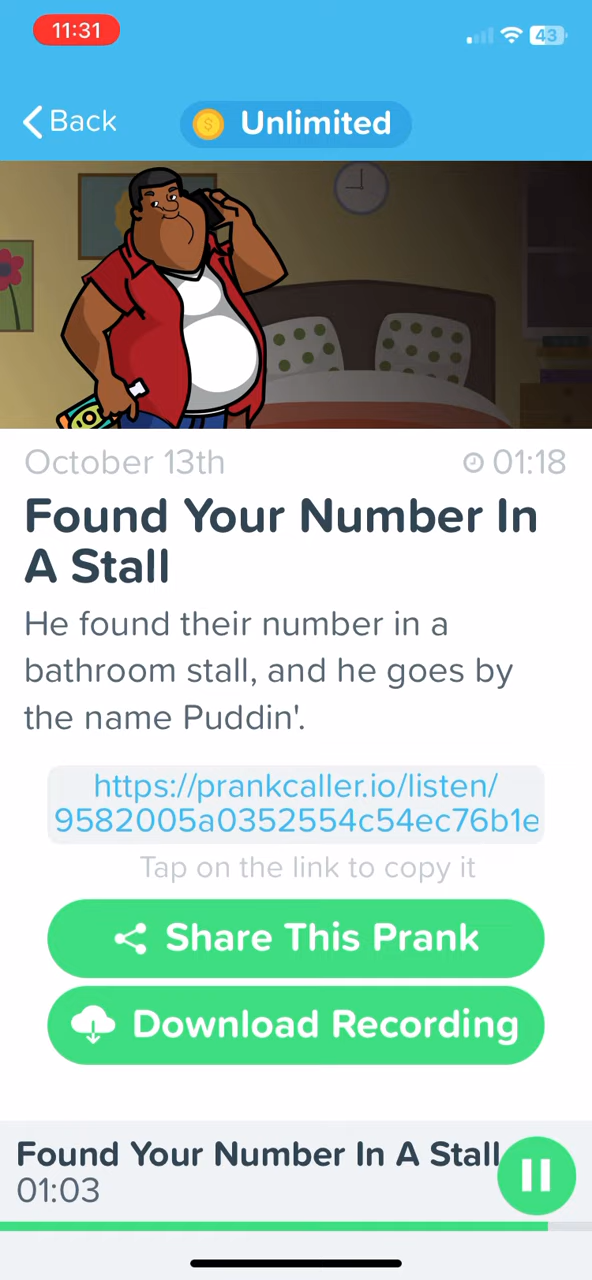 11:31
43
Back
Unlimited
October 13th
01:18
Found Your Number In
A Stall
He found their number in a
bathroom stall, and he goes by
the name Puddin'.
https://prankcaller.io/listen/
9582005a0352554c54ec76b1e
Tap on the link to copy it
Share This Prank
Download Recording
Found Your Number In A Stall
01:03